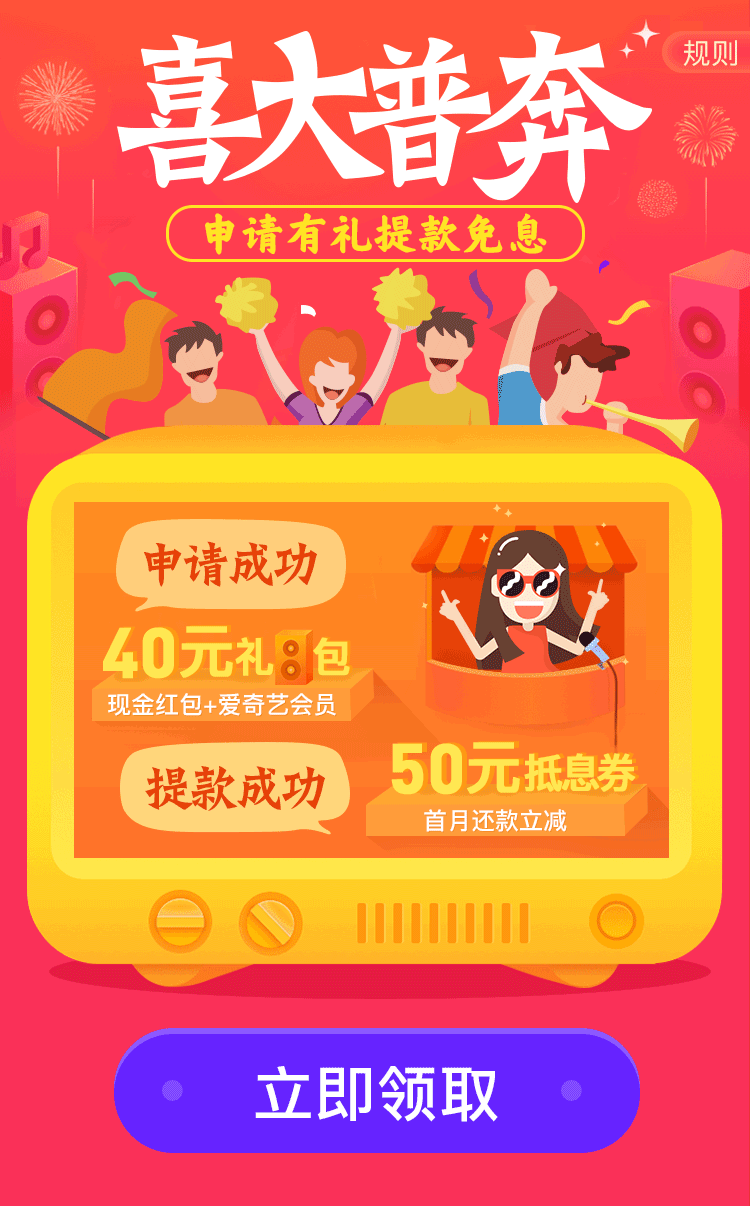 规则
喜大普奔
申请有礼提款免息
申请成功
40元礼包
现金红包+爱奇艺会员
提款成功
50元抵息券
首月还款立减
立即领取